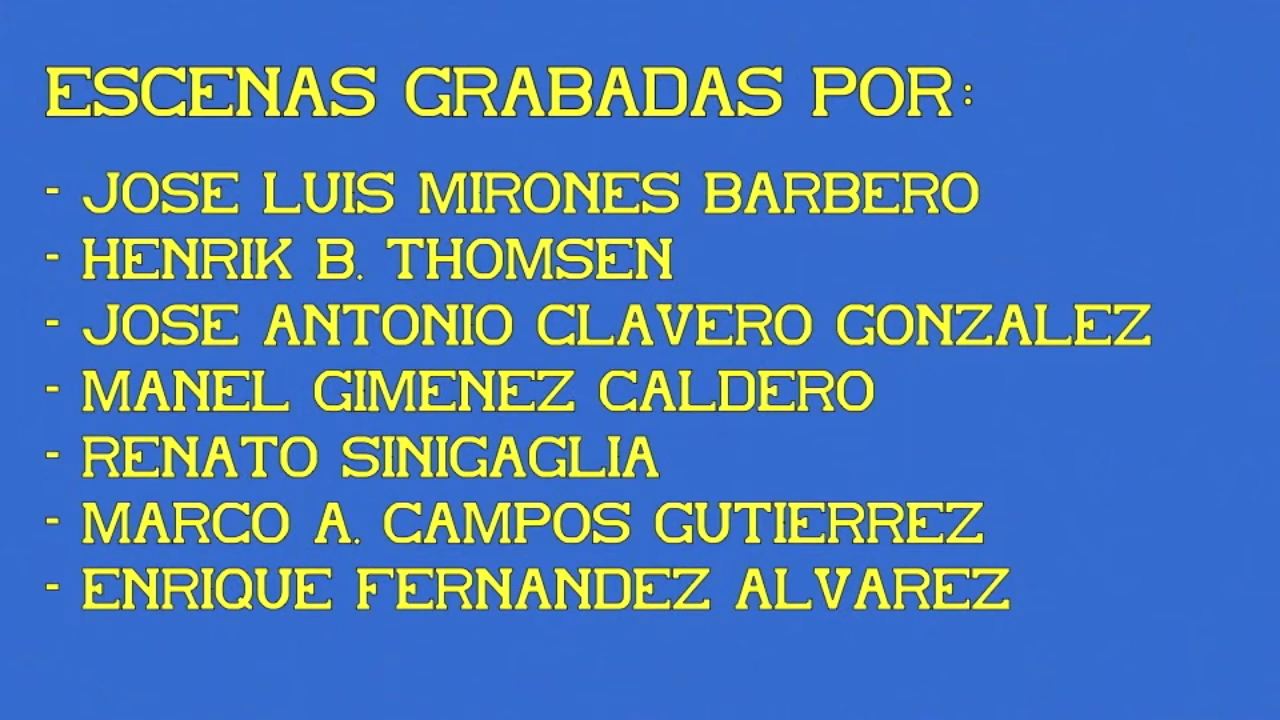 ESCENAS GRABADAS POR:
- JOSE LUIS MIRONES BARBERO
- HENRIK B. THOMSEN
- JOSE ANTONIO CLAVERO GONZALEZ
- MANEL GIMENEZ CALDERO
- RENATO SINIGAGLIA
- MARCO A. CAMPOS GUTIERREZ
- ENRIQUE FERNANDEZ ALVAREZ